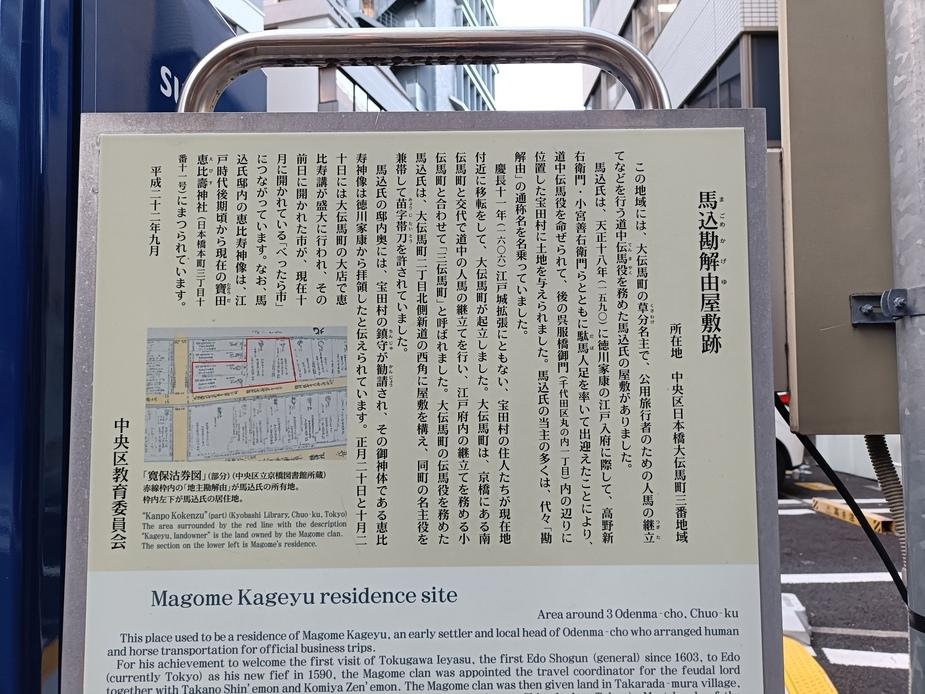 馬込勘解由屋敷跡
所在地 中央区日本橋大伝馬町三番地域
この地域には、大伝馬町の草分名主で、公用旅行者のための人馬の継立
てなどを行う道中伝馬役を務めた馬込氏の屋敷がありました。
馬込氏は、天正十八年(一五九〇)に徳川家康の江戸入府に際して、高野新
右衛門・小宮善右衛門らとともに駄馬人足を率いて出迎えたことにより、
道中伝馬役を命ぜられて、後の呉服橋御門(千代田区丸の内一丁目)内の辺りに
位置した宝田村に土地を与えられました。馬込氏の当主の多くは、代々「勘
解由」の通称名を名乗っていました。
慶長十一年(一六〇六)江戸城拡張にともない、宝田村の住人たちが現在地
付近に移転をして、大伝馬町が起立しました。大伝馬町は、京橋にある南
伝馬町と交代で道中の人馬の継立てを行い、江戸府内の継立てを務める小
伝馬町と合わせて「三伝馬町」と呼ばれました。大伝馬町の伝馬役を務めた
馬込氏は、大伝馬町二丁目北側新道の西角に屋敷を構え、同町の名主役を
兼帯して苗字帯刀を許されていました。
馬込氏の邸内奥には、宝田村の鎮守が勧請され、その御神体である恵比
寿神像は徳川家康から拝領したと伝えられています。正月二十日と十月二
十日には大伝馬町の大店で恵
比寿講が盛大に行われ、その
前日に開かれた市が、現在十
月に開かれている「べったら市」
につながっています。なお、馬
込氏邸内の恵比寿神像は、江
戸時代後期頃から現在の寶田
恵比壽神社(日本橋本町三丁目十
番十一号)にまつられています。
平成二十二年九月
中央区教育委員会
「寛保沽券図」(部分)(中央区立京橋図書館所蔵)
赤線枠内の「地主勘解由」が馬込氏の所有地。
枠内左下が馬込氏の居住地。
"Kanpo Kokenzu" (part) (Kyobashi Library, Chuo-ku, Tokyo)
The area surrounded by the red line with the description
"Kageyu, landowner" is the land owned by the Magome clan.
The section on the lower left is Magome's residence.
Magome Kageyu residence site
Area around 3 Odenma-cho, Chuo-ku
This place used to be a residence of Magome Kageyu, an early settler and local head of Odenma-cho who arranged human
and horse transportation for official business trips.
For his achievement to welcome the first visit of Tokugawa Ieyasu, the first Edo Shogun (general) since 1603, to Edo
(currently Tokyo) as his new fief in 1590, the Magome clan was appointed the travel coordinator for the feudal lord
together with Takano Shin'emon and Komiya Zen'emon. The Magome clan was then given land in Takarada-mura village,